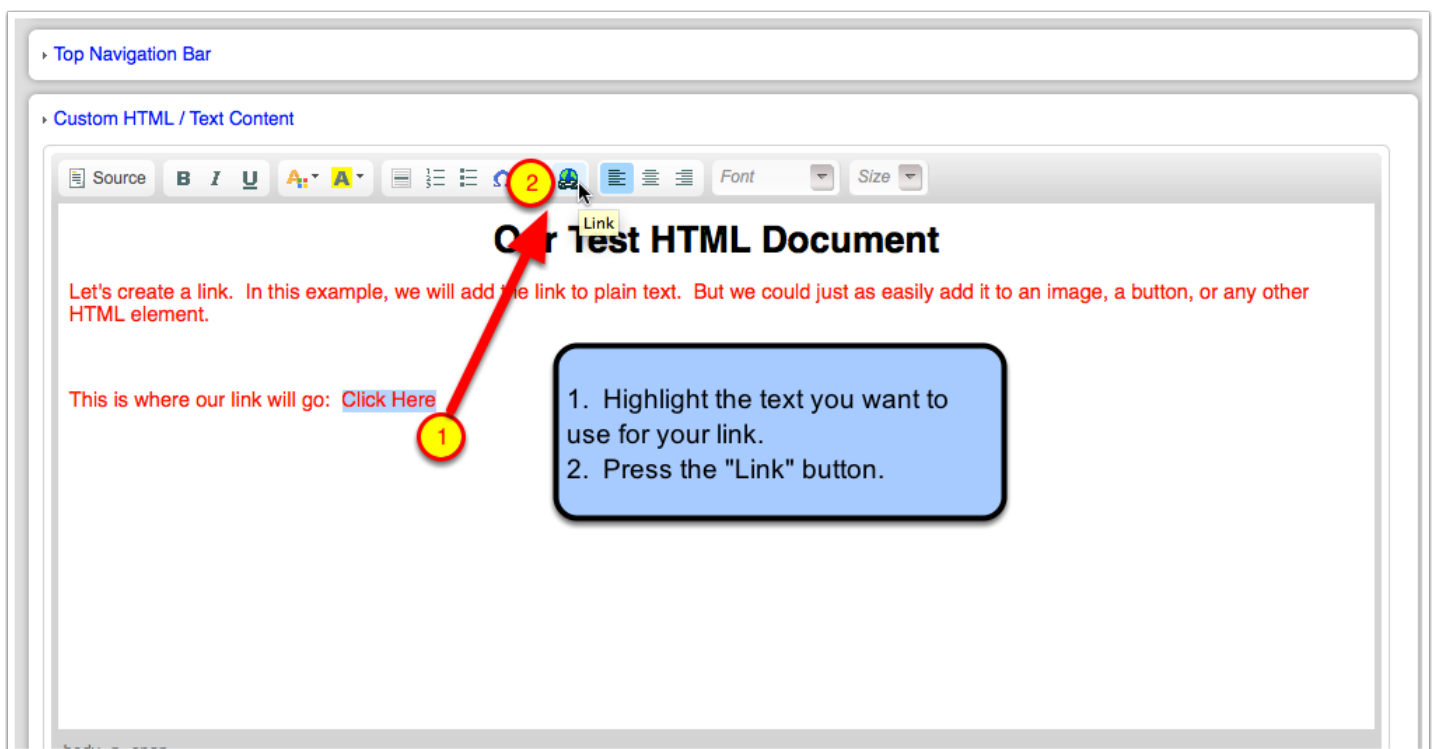 Top Navigation Bar
Custom HTML / Text Content
Source B I U A A Ω 2 Font Size
Link
Our Test HTML Document
Let's create a link. In this example, we will add the link to plain text. But we could just as easily add it to an image, a button, or any other
HTML element.
This is where our link will go: Click Here
1
1. Highlight the text you want to
use for your link.
2. Press the "Link" button.